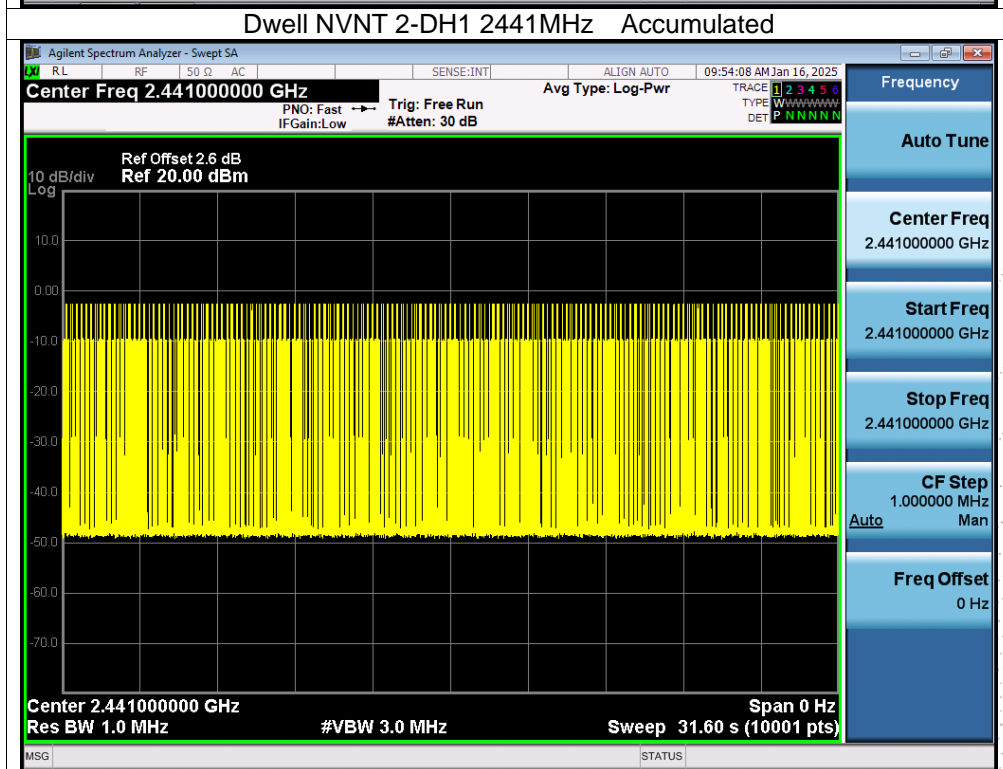 Dwell NVNT 2-DH1 2441MHz Accumulated
Agilent Spectrum Analyzer - Swept SA
LXI RL RF 50 Ω AC SENSE:INT ALIGN AUTO 09:54:08 AM Jan 16, 2025
Center Freq 2.441000000 GHz
PNO: Fast
IFGain:Low
Trig: Free Run
#Atten: 30 dB
Avg Type: Log-Pwr
TRACE 1 2 3 4 5 6
TYPE WWWWWWW
DET P N N N N N
Ref Offset 2.6 dB
10 dB/div Ref 20.00 dBm
Log
10.0
0.00
-10.0
-20.0
-30.0
-40.0
-50.0
-60.0
-70.0
Center 2.441000000 GHz Span 0 Hz
Res BW 1.0 MHz #VBW 3.0 MHz Sweep 31.60 s (10001 pts)
MSG STATUS
Frequency
Auto Tune
Center Freq
2.441000000 GHz
Start Freq
2.441000000 GHz
Stop Freq
2.441000000 GHz
CF Step
1.000000 MHz
Auto Man
Freq Offset
0 Hz